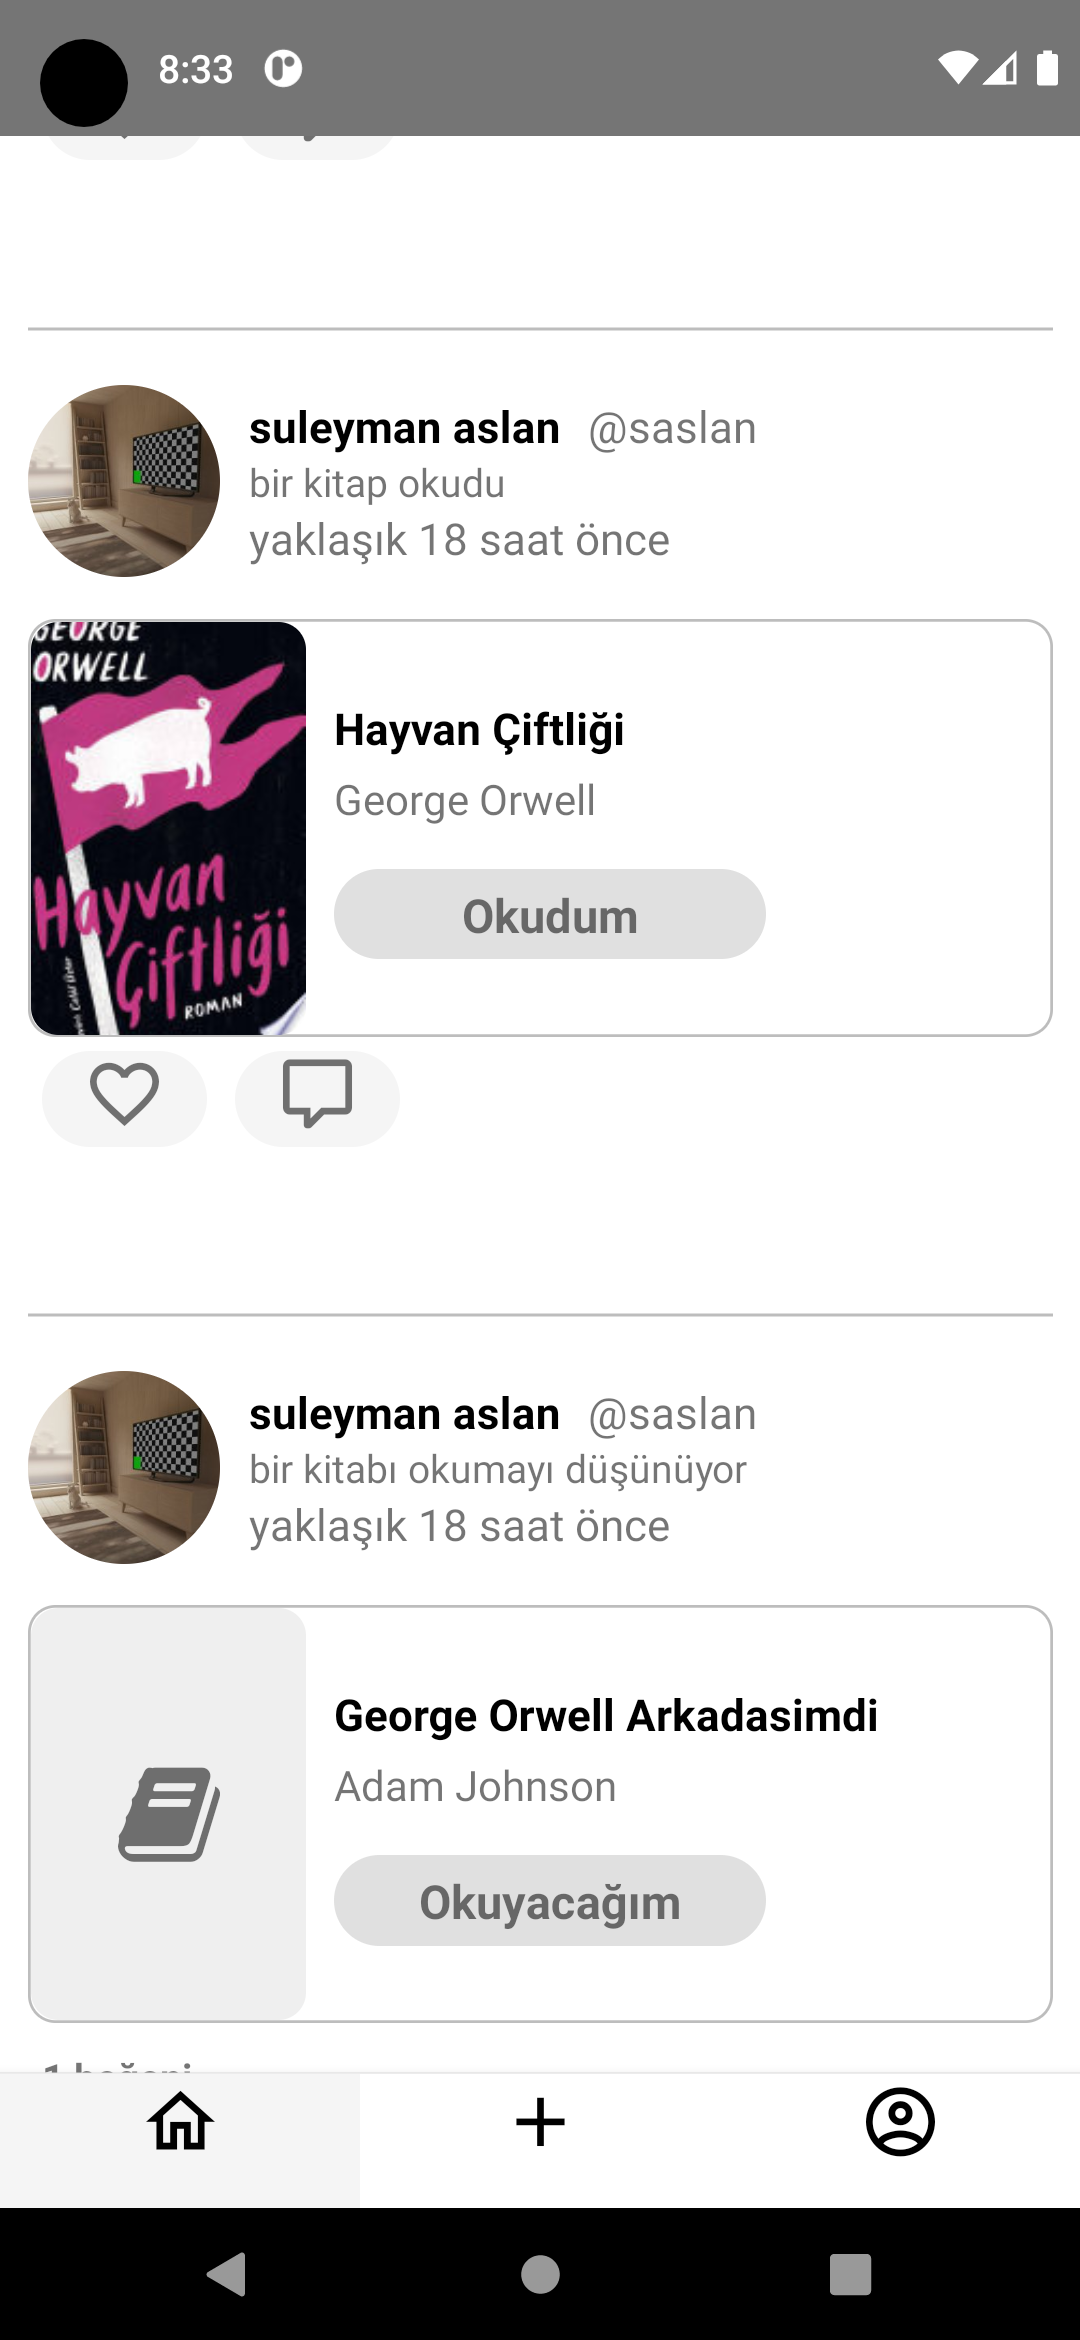 8:33
suleyman aslan @saslan
bir kitap okudu
yaklaşık 18 saat önce
GEORGE
ORWELL
Hayvan
Çiftliği
ROMAN
Hayvan Çiftliği
George Orwell
Okudum
suleyman aslan @saslan
bir kitabı okumayı düşünüyor
yaklaşık 18 saat önce
George Orwell Arkadasimdi
Adam Johnson
Okuyacağım
1 beğeni